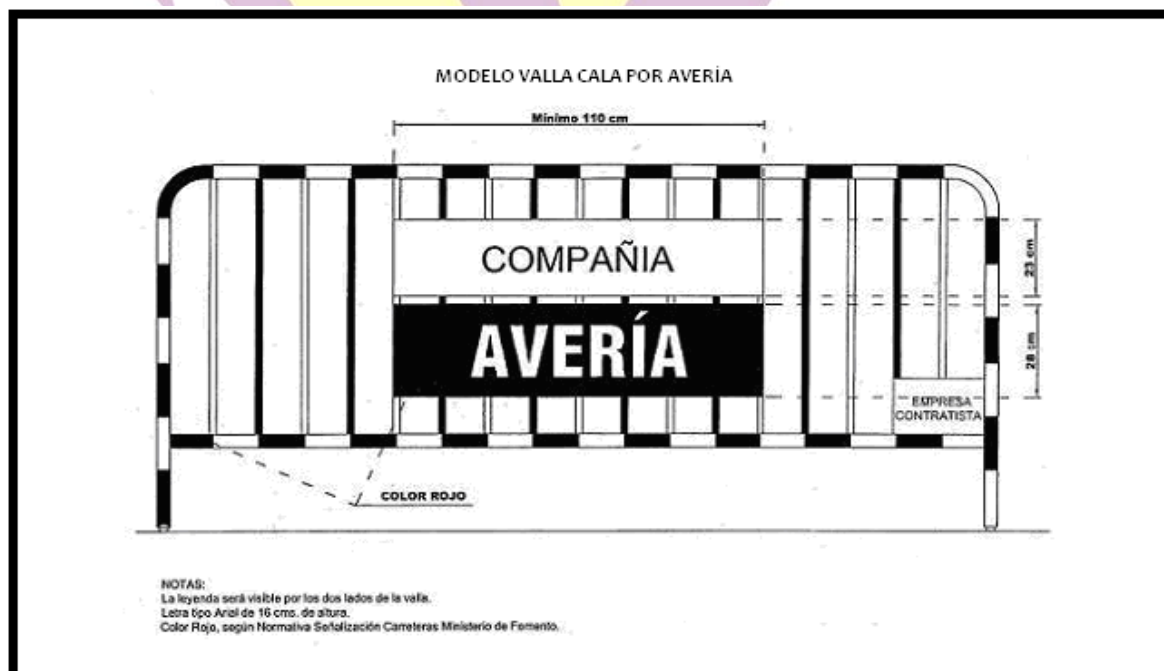 MODELO VALLA CALA POR AVERÍA
Mínimo 110 cm
COMPAÑIA
23 cm
AVERÍA
28 cm
EMPRESA
CONTRATISTA
COLOR ROJO
NOTAS:
La leyenda será visible por los dos lados de la valla.
Letra tipo Arial de 16 cms. de altura.
Color Rojo, según Normativa Señalización Carreteras Ministerio de Fomento.